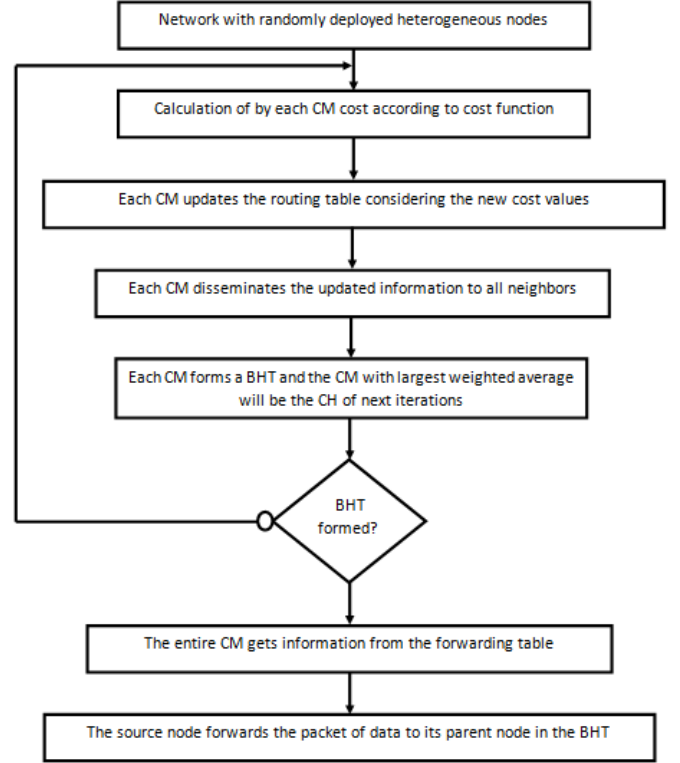 Network with randomly deployed heterogeneous nodes
Calculation of by each CM cost according to cost function
Each CM updates the routing table considering the new cost values
Each CM disseminates the updated information to all neighbors
Each CM forms a BHT and the CM with largest weighted average
will be the CH of next iterations
BHT
formed?
The entire CM gets information from the forwarding table
The source node forwards the packet of data to its parent node in the BHT